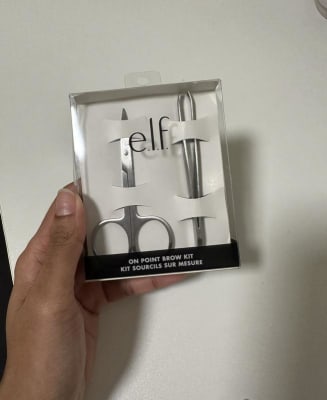 e.l.f.
ON POINT BROW KIT
KIT SOURCILS SUR MESURE